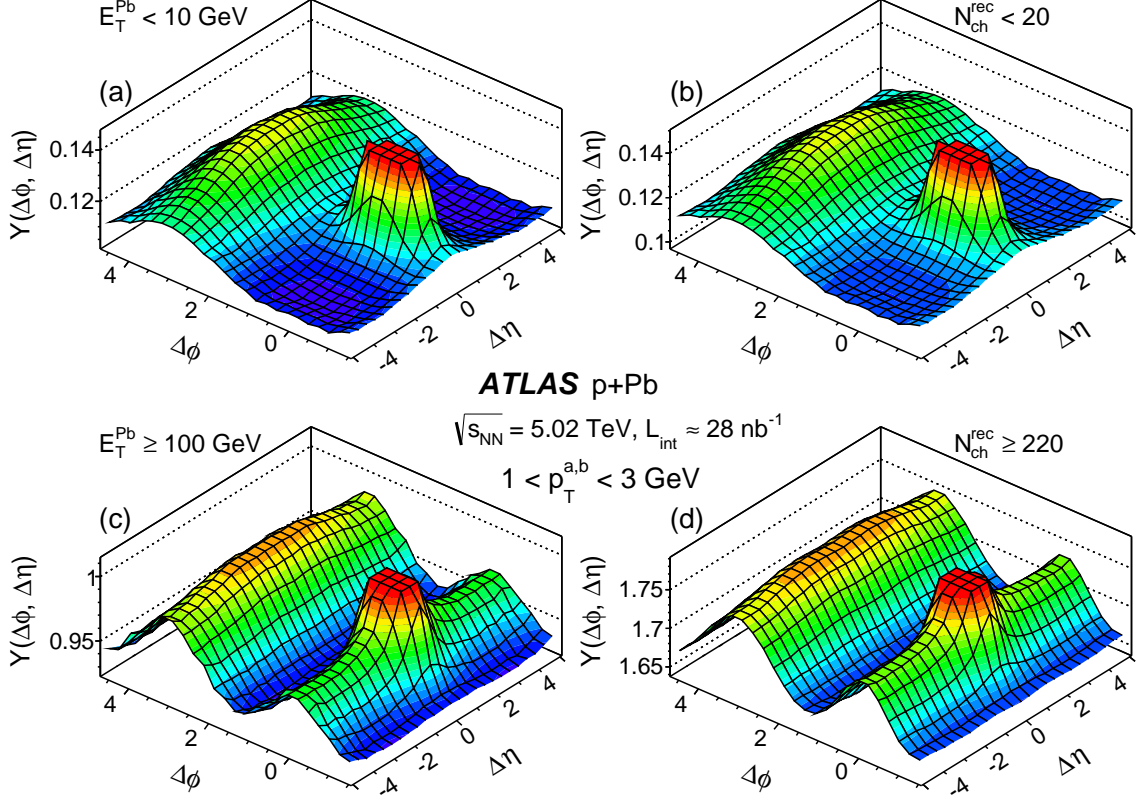 E_T^Pb < 10 GeV
N_ch^rec < 20
(a)
(b)
Y(Δϕ, Δη)
0.14
0.12
4
2
0
Δϕ
-4
-2
0
2
4
Δη
Y(Δϕ, Δη)
0.14
0.12
0.1
4
2
0
Δϕ
-4
-2
0
2
4
Δη
ATLAS p+Pb
√s_NN = 5.02 TeV, L_int ≈ 28 nb^-1
1 < p_T^a,b < 3 GeV
E_T^Pb ≥ 100 GeV
N_ch^rec ≥ 220
(c)
(d)
Y(Δϕ, Δη)
1
0.95
4
2
0
Δϕ
-4
-2
0
2
4
Δη
Y(Δϕ, Δη)
1.75
1.7
1.65
4
2
0
Δϕ
-4
-2
0
2
4
Δη